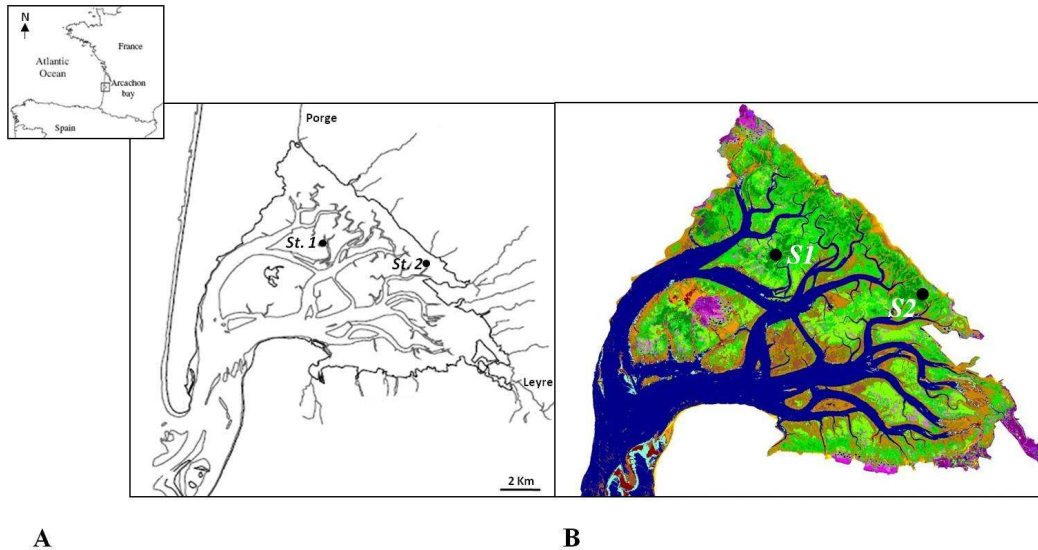 N
France
Atlantic
Ocean
Arcachon
bay
Spain
Porge
St. 1
St. 2
Leyre
2 Km
S1
S2
A
B